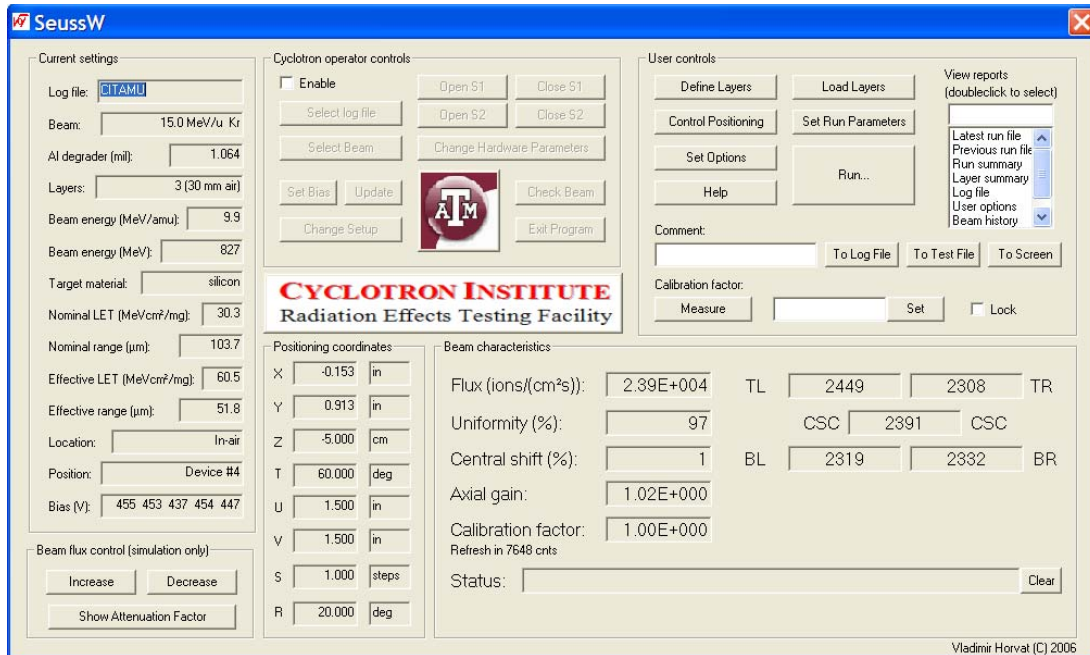 SeussW
Current settings
Log file: CITAMU
Beam: 15.0 MeV/u Kr
Al degrader (mil): 1.064
Layers: 3 (30 mm air)
Beam energy (MeV/amu): 9.9
Beam energy (MeV): 827
Target material: silicon
Nominal LET (MeVcm²/mg): 30.3
Nominal range (µm): 103.7
Effective LET (MeVcm²/mg): 60.5
Effective range (µm): 51.8
Location: In-air
Position: Device #4
Bias (V): 455 453 437 454 447
Beam flux control (simulation only)
Increase Decrease
Show Attenuation Factor
Cyclotron operator controls
Enable Open S1 Close S1
Select log file Open S2 Close S2
Select Beam Change Hardware Parameters
Set Bias Update Check Beam
Change Setup Exit Program
ATM
CYCLOTRON INSTITUTE
Radiation Effects Testing Facility
Positioning coordinates
X -0.153 in
Y 0.913 in
Z -5.000 cm
T 60.000 deg
U 1.500 in
V 1.500 in
S 1.000 steps
R 20.000 deg
User controls
Define Layers Load Layers
Control Positioning Set Run Parameters
Set Options Run...
Help
View reports
(doubleclick to select)
Latest run file
Previous run file
Run summary
Layer summary
Log file
User options
Beam history
Comment:
To Log File To Test File To Screen
Calibration factor:
Measure Set Lock
Beam characteristics
Flux (ions/(cm²s)): 2.39E+004 TL 2449 2308 TR
Uniformity (%): 97 CSC 2391 CSC
Central shift (%): 1 BL 2319 2332 BR
Axial gain: 1.02E+000
Calibration factor: 1.00E+000
Refresh in 7648 cnts
Status: Clear
Vladimir Horvat (C) 2006